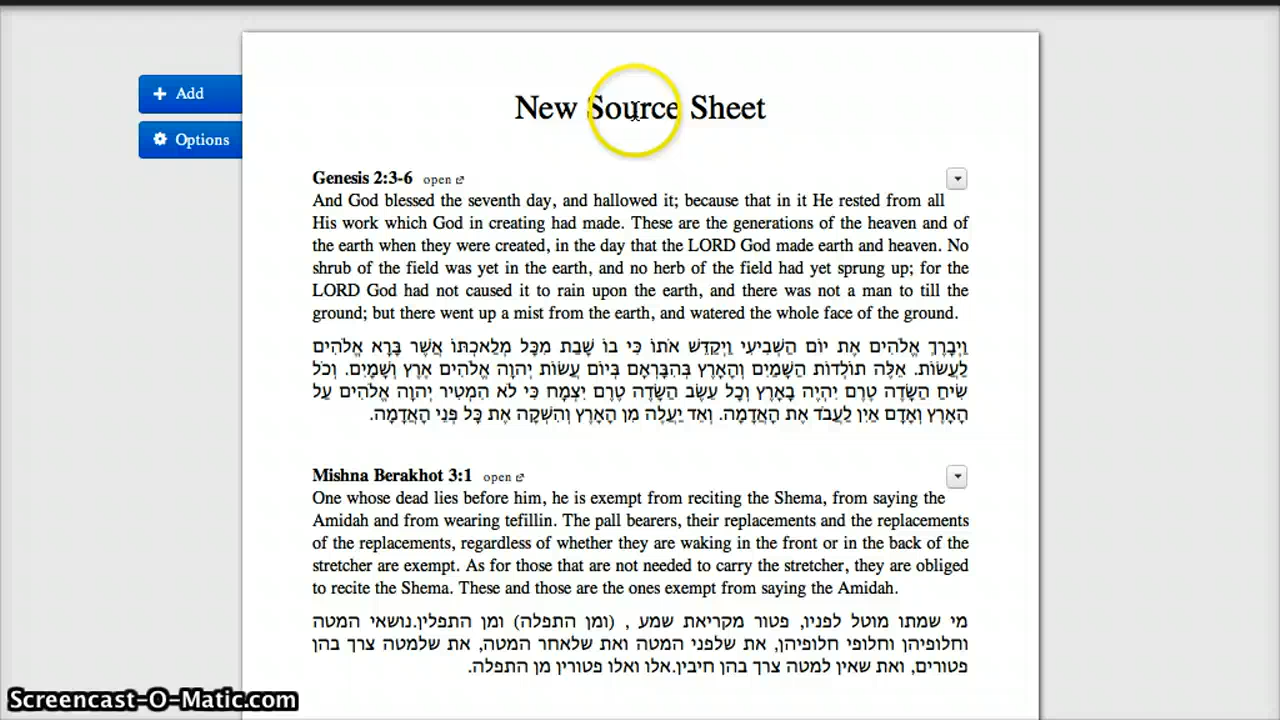 + Add
Options
New Source Sheet
Genesis 2:3-6 open
And God blessed the seventh day, and hallowed it; because that in it He rested from all
His work which God in creating had made. These are the generations of the heaven and of
the earth when they were created, in the day that the LORD God made earth and heaven. No
shrub of the field was yet in the earth, and no herb of the field had yet sprung up; for the
LORD God had not caused it to rain upon the earth, and there was not a man to till the
ground; but there went up a mist from the earth, and watered the whole face of the ground.
וַיְבָרֶךְ אֱלֹהִים אֶת יוֹם הַשְּׁבִיעִי וַיְקַדֵּשׁ אֹתוֹ כִּי בוֹ שָׁבַת מִכָּל מְלַאכְתּוֹ אֲשֶׁר בָּרָא אֱלֹהִים
לַעֲשׂוֹת. אֵלֶּה תוֹלְדוֹת הַשָּׁמַיִם וְהָאָרֶץ בְּהִבָּרְאָם בְּיוֹם עֲשׂוֹת יְהוָה אֱלֹהִים אֶרֶץ וְשָׁמָיִם. וְכֹל
שִׂיחַ הַשָּׂדֶה טֶרֶם יִהְיֶה בָאָרֶץ וְכָל עֵשֶׂב הַשָּׂדֶה טֶרֶם יִצְמָח כִּי לֹא הִמְטִיר יְהוָה אֱלֹהִים עַל
הָאָרֶץ וְאָדָם אַיִן לַעֲבֹד אֶת הָאֲדָמָה. וְאֵד יַעֲלֶה מִן הָאָרֶץ וְהִשְׁקָה אֶת כָּל פְּנֵי הָאֲדָמָה.
Mishna Berakhot 3:1 open
One whose dead lies before him, he is exempt from reciting the Shema, from saying the
Amidah and from wearing tefillin. The pall bearers, their replacements and the replacements
of the replacements, regardless of whether they are waking in the front or in the back of the
stretcher are exempt. As for those that are not needed to carry the stretcher, they are obliged
to recite the Shema. These and those are the ones exempt from saying the Amidah.
מי שמתו מוטל לפניו, פטור מקריאת שמע , (ומן התפלה) ומן התפלין.נושאי המטה
וחלופיהן וחלופי חלופיהן, את שלפני המטה ואת שלאחר המטה, את שלמטה צרך בהן
פטורים, ואת שאין למטה צרך בהן חיבין.אלו ואלו פטורין מן התפלה.
Screencast-O-Matic.com